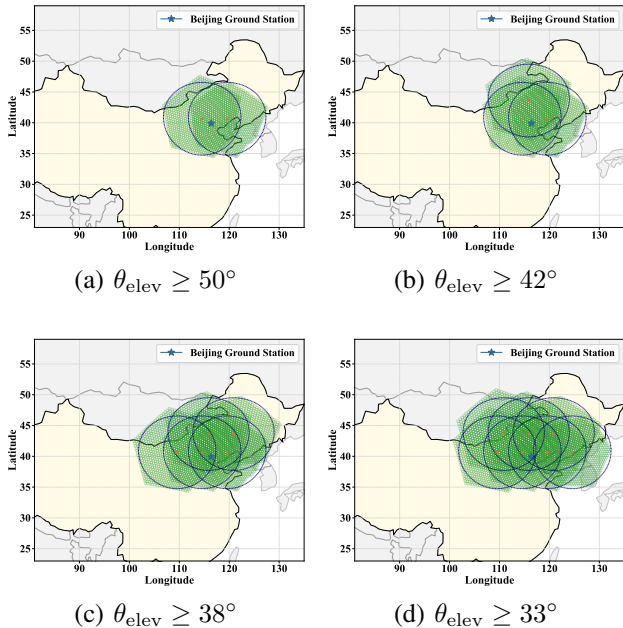 Beijing Ground Station
55
50
45
40
35
30
25
Latitude
90 100 110 120 130
Longitude
(a) θelev ≥ 50°
Beijing Ground Station
55
50
45
40
35
30
25
Latitude
90 100 110 120 130
Longitude
(b) θelev ≥ 42°
Beijing Ground Station
55
50
45
40
35
30
25
Latitude
90 100 110 120 130
Longitude
(c) θelev ≥ 38°
Beijing Ground Station
55
50
45
40
35
30
25
Latitude
90 100 110 120 130
Longitude
(d) θelev ≥ 33°